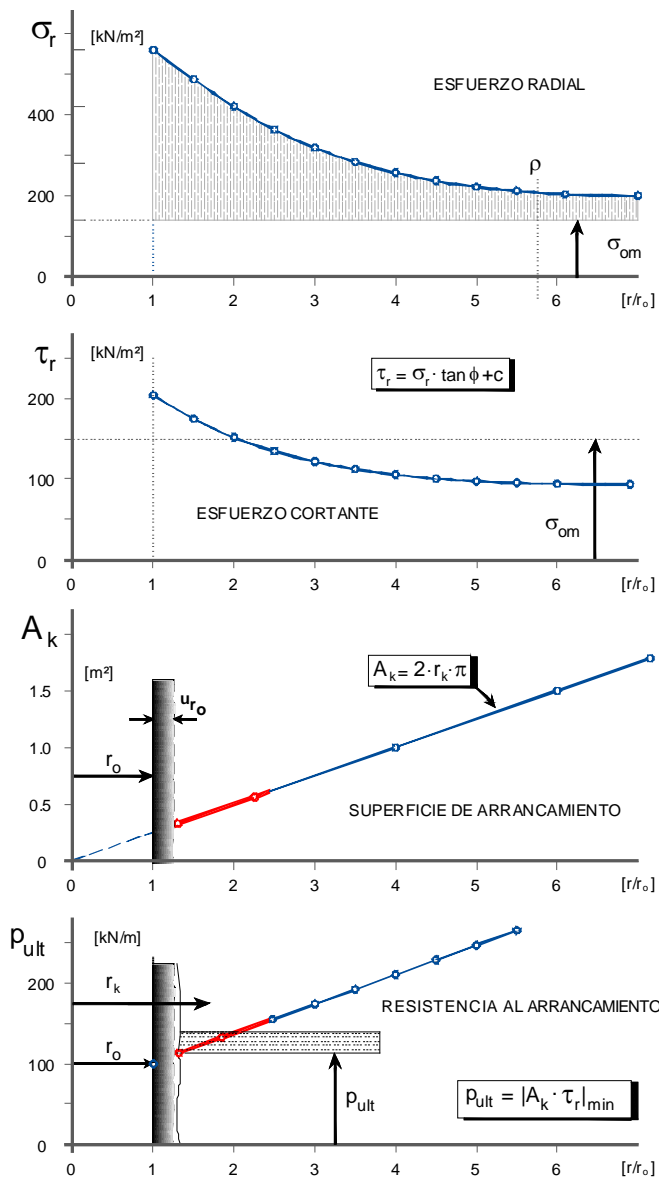 σr [kN/m²]
ESFUERZO RADIAL
400
ρ
200
σom
0
0 1 2 3 4 5 6 [r/ro]
τr [kN/m²]
τr = σr · tan ϕ + c
200
100
ESFUERZO CORTANTE
σom
0
0 1 2 3 4 5 6 [r/ro]
Ak
[m²]
Ak = 2 · rk · π
1.5
uro
1.0
ro
0.5
SUPERFICIE DE ARRANCAMIENTO
0
0 1 2 3 4 5 6 [r/ro]
pult [kN/m]
200
rk
RESISTENCIA AL ARRANCAMIENTO
ro
100
pult
pult = |Ak · τr|min
0
0 1 2 3 4 5 6 [r/ro]